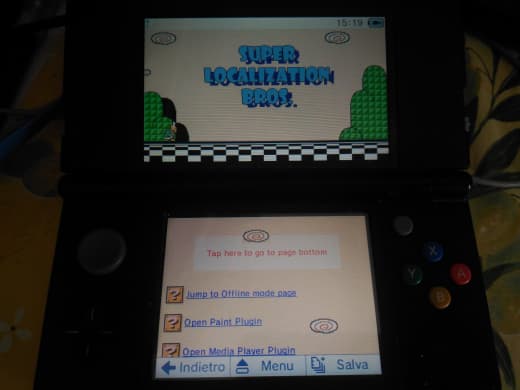 15:19
SUPER
LOCALIZATION
BROS.
Tap here to go to page bottom
Jump to Offline mode page
Open Paint Plugin
Open Media Player Plugin
Indietro Menu Salva
X
Y A
B